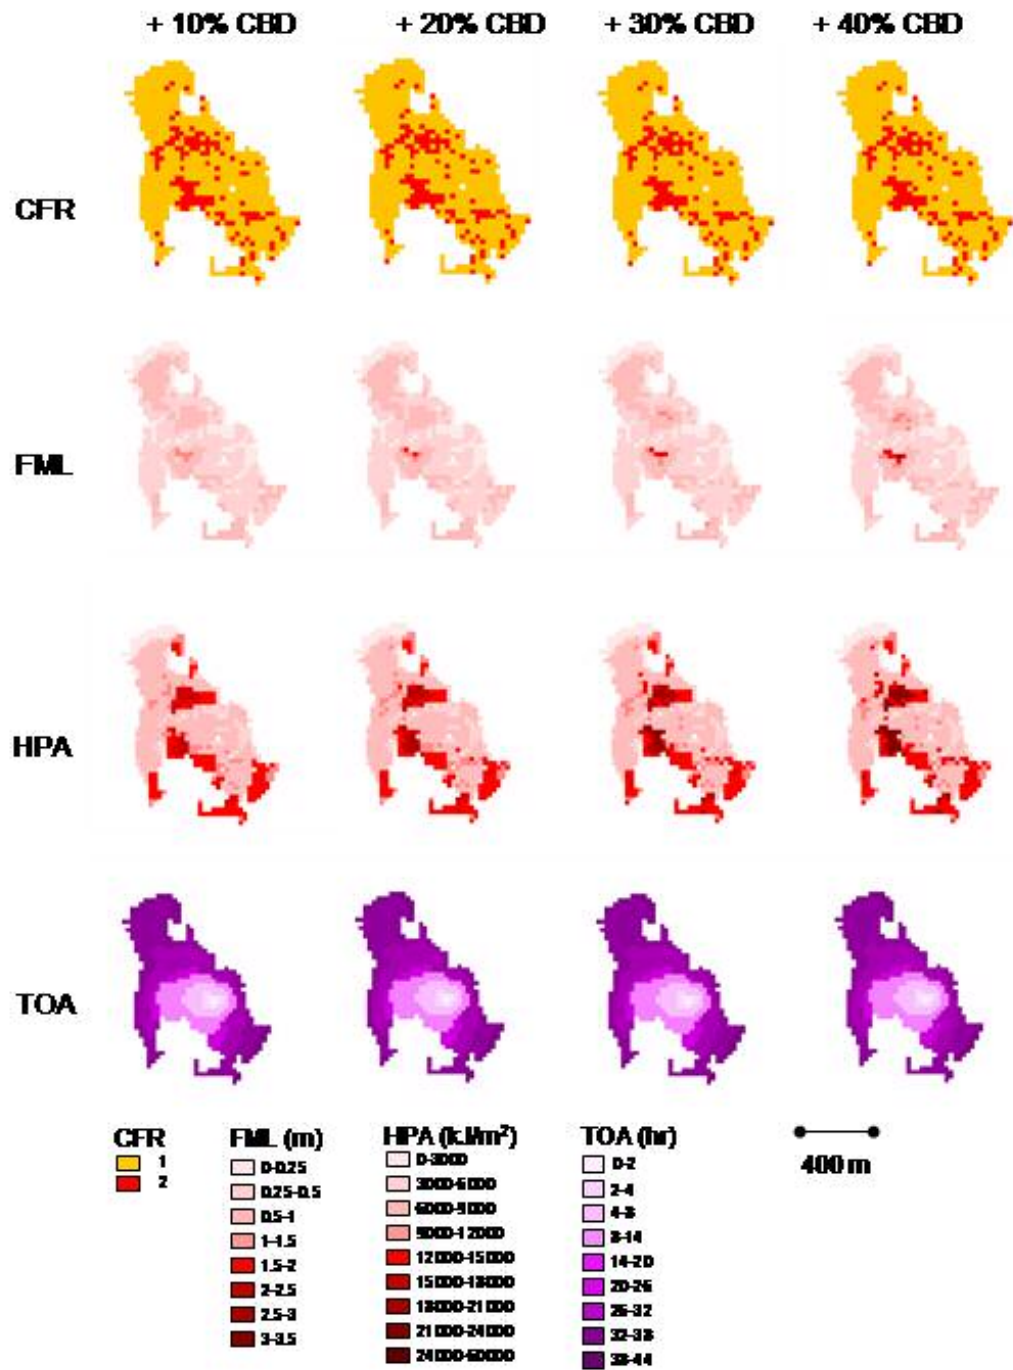 + 10% CBD + 20% CBD + 30% CBD + 40% CBD
CFR
FML
HPA
TOA
CFR
1
2
FML (m)
0-0.25
0.25-0.5
0.5-1
1-1.5
1.5-2
2-2.5
2.5-3
3-3.5
HPA (kJ/m²)
0-3000
3000-6000
6000-9000
9000-12000
12000-15000
15000-18000
18000-21000
21000-24000
24000-60000
TOA (hr)
0-2
2-4
4-8
8-14
14-20
20-26
26-32
32-38
38-44
400 m